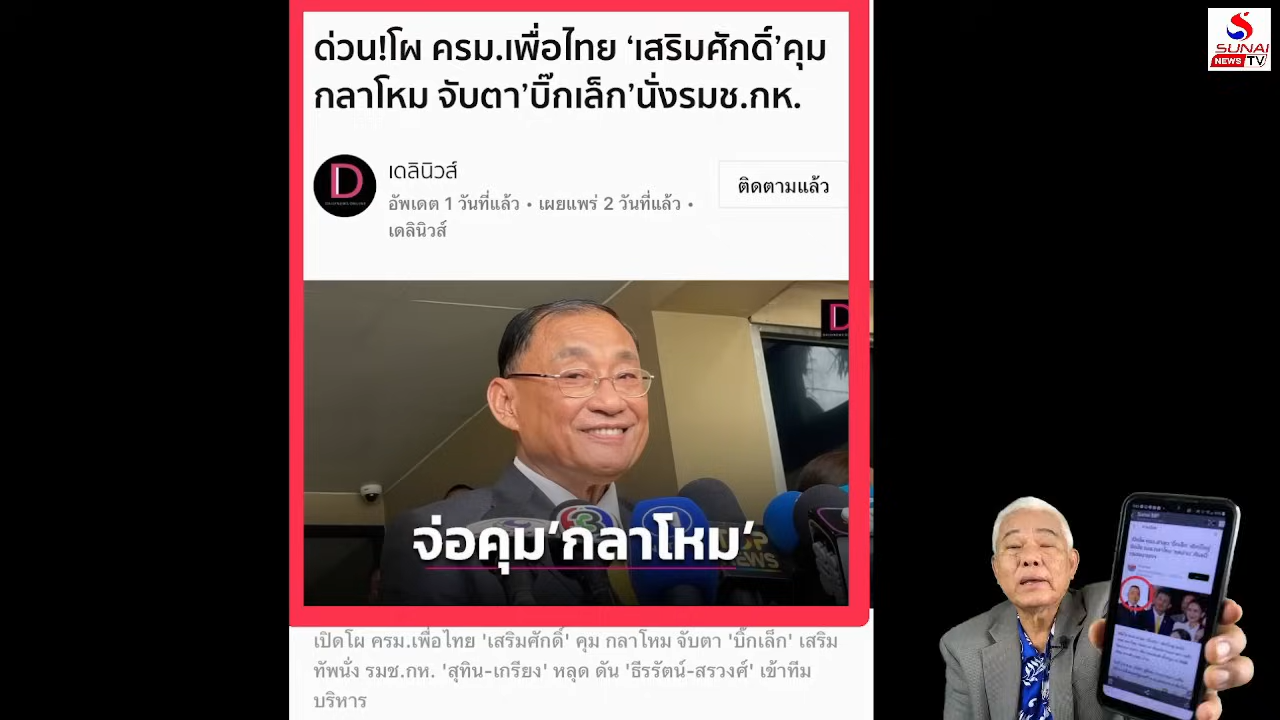 ด่วน!โผ ครม.เพื่อไทย ‘เสริมศักดิ์’คุม
กลาโหม จับตา’บิ๊กเล็ก’นั่งรมช.กห.
เดลินิวส์
อัพเดต 1 วันที่แล้ว • เผยแพร่ 2 วันที่แล้ว •
เดลินิวส์
ติดตามแล้ว
จ่อคุม’กลาโหม’
เปิดโผ ครม.เพื่อไทย 'เสริมศักดิ์' คุม กลาโหม จับตา 'บิ๊กเล็ก' เสริม
ทัพนั่ง รมช.กห. 'สุทิน-เกรียง' หลุด ดัน 'ธีรรัตน์-สรวงศ์' เข้าทีม
บริหาร
SUNAI
NEWS TV
TOP
NEWS